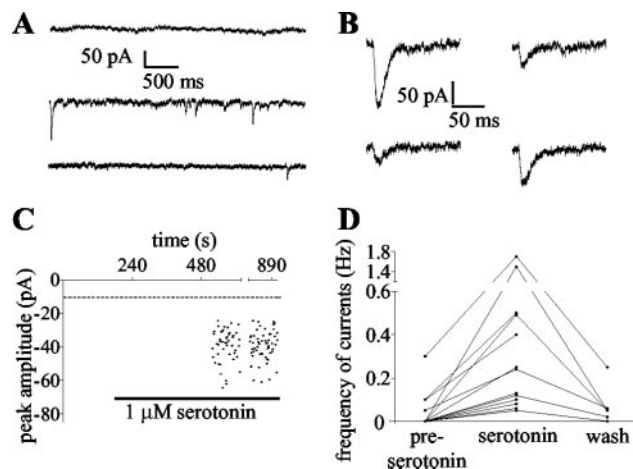 A
50 pA
500 ms
B
50 pA
50 ms
C
time (s)
240 480 890
peak amplitude (pA)
0
-20
-40
-60
-80
1 μM serotonin
D
frequency of currents (Hz)
1.8
1.4
0.6
0.4
0.2
0
pre-
serotonin
serotonin
wash